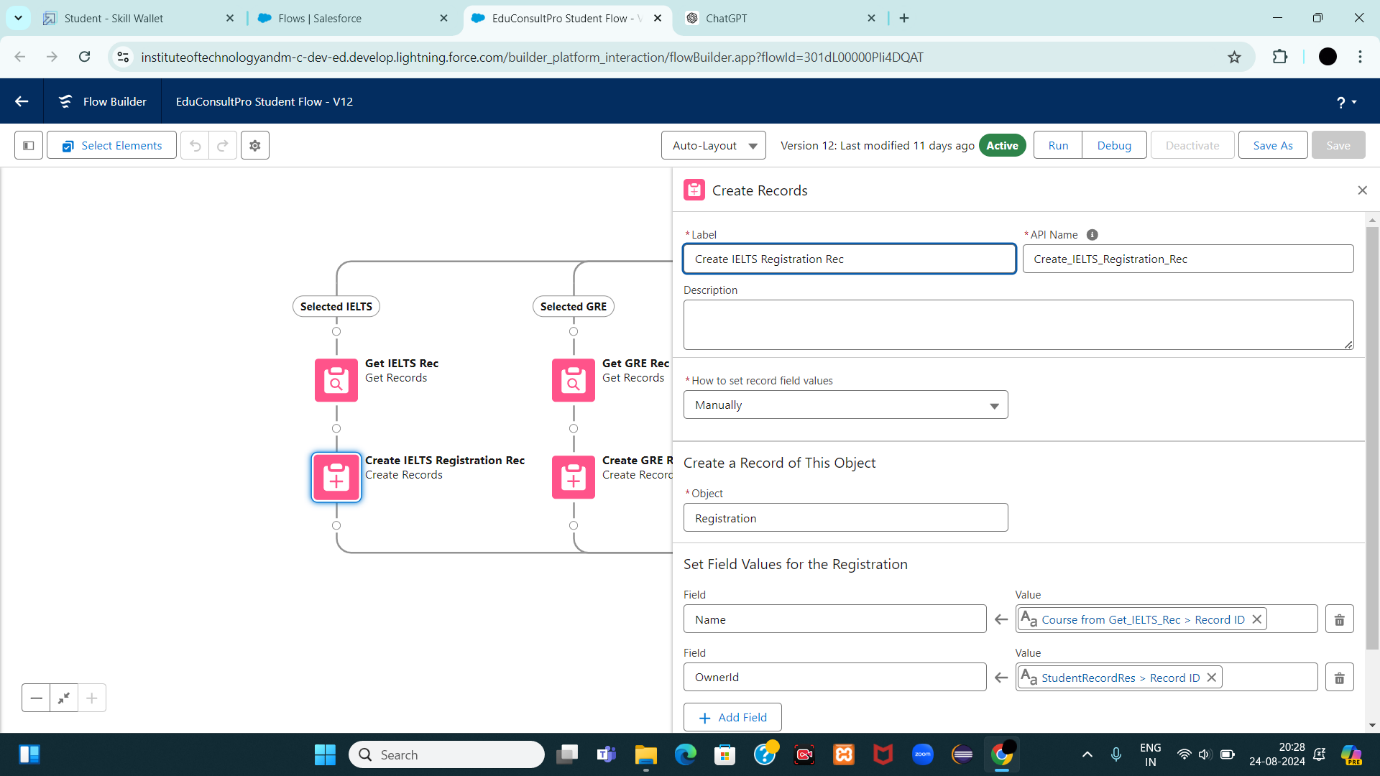 Student - Skill Wallet
Flows | Salesforce
EduConsultPro Student Flow - V
ChatGPT
instituteoftechnologyandm-c-dev-ed.develop.lightning.force.com/builder_platform_interaction/flowBuilder.app?flowId=301dL00000PIi4DQAT
Flow Builder
EduConsultPro Student Flow - V12
?
Select Elements
Auto-Layout
Version 12: Last modified 11 days ago
Active
Run
Debug
Deactivate
Save As
Save
Selected IELTS
Selected GRE
Get IELTS Rec
Get Records
Get GRE Rec
Get Records
Create IELTS Registration Rec
Create Records
Create GRE R
Create Record
Create Records
* Label
Create IELTS Registration Rec
* API Name
Create_IELTS_Registration_Rec
Description
* How to set record field values
Manually
Create a Record of This Object
* Object
Registration
Set Field Values for the Registration
Field
Name
Value
Aa Course from Get_IELTS_Rec > Record ID
Field
OwnerId
Value
Aa StudentRecordRes > Record ID
+ Add Field
Search
zoom
ENG
IN
20:28
24-08-2024
PRE